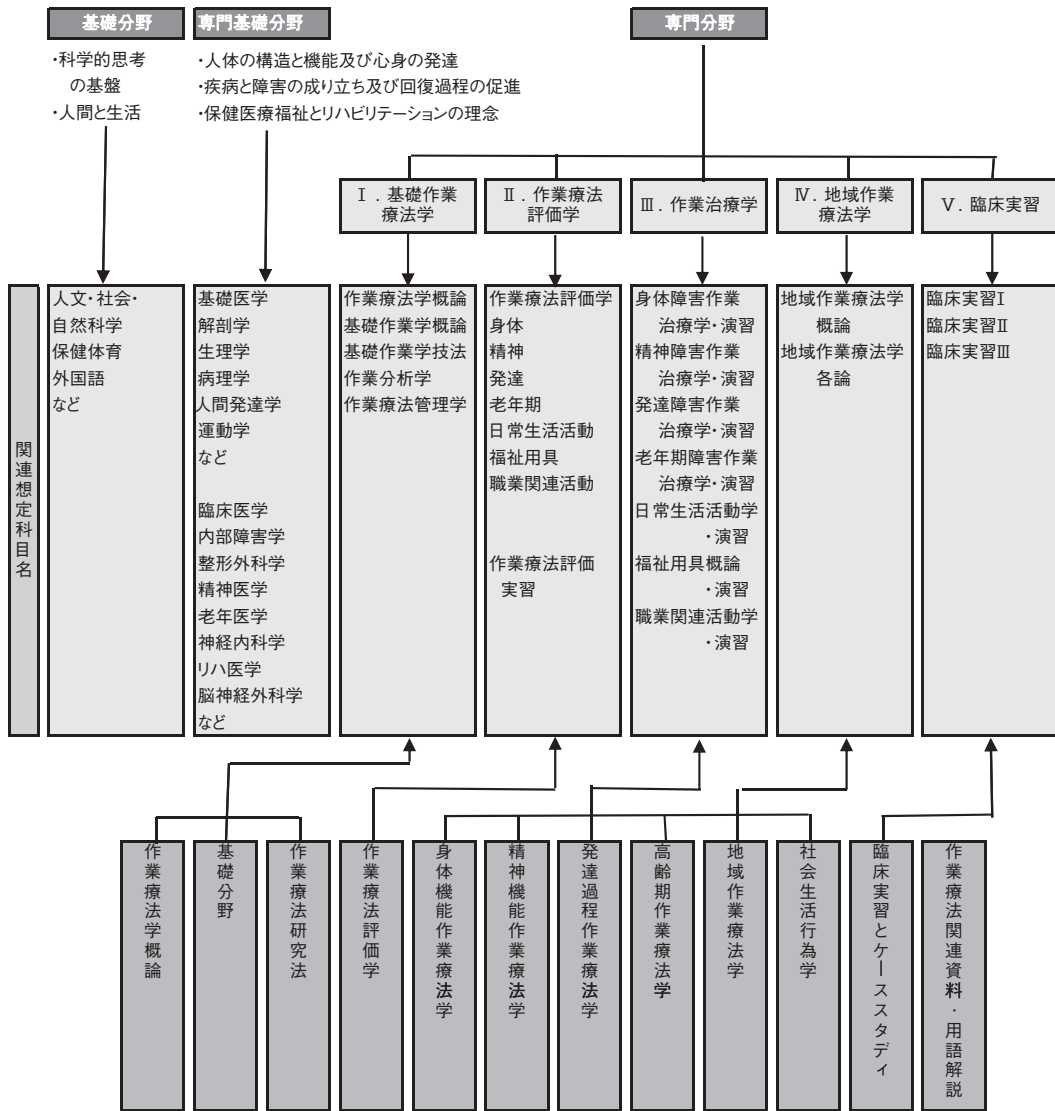 基礎分野
専門基礎分野
専門分野
・科学的思考
の基盤
・人間と生活
・人体の構造と機能及び心身の発達
・疾病と障害の成り立ち及び回復過程の促進
・保健医療福祉とリハビリテーションの理念
Ⅰ．基礎作業
療法学
Ⅱ．作業療法
評価学
Ⅲ．作業治療学
Ⅳ．地域作業
療法学
Ⅴ．臨床実習
関連想定科目名
人文・社会・
自然科学
保健体育
外国語
など
基礎医学
解剖学
生理学
病理学
人間発達学
運動学
など
臨床医学
内部障害学
整形外科学
精神医学
老年医学
神経内科学
リハ医学
脳神経外科学
など
作業療法学概論
基礎作業学概論
基礎作業学技法
作業分析学
作業療法管理学
作業療法評価学
身体
精神
発達
老年期
日常生活活動
福祉用具
職業関連活動
作業療法評価
実習
身体障害作業
治療学・演習
精神障害作業
治療学・演習
発達障害作業
治療学・演習
老年期障害作業
治療学・演習
日常生活活動学
・演習
福祉用具概論
・演習
職業関連活動学
・演習
地域作業療法学
概論
地域作業療法学
各論
臨床実習Ⅰ
臨床実習Ⅱ
臨床実習Ⅲ
作業療法学概論
基礎分野
作業療法研究法
作業療法評価学
身体機能作業療法学
精神機能作業療法学
発達過程作業療法学
高齢期作業療法学
地域作業療法学
社会生活行為学
臨床実習とケーススタディ
作業療法関連資料・用語解説